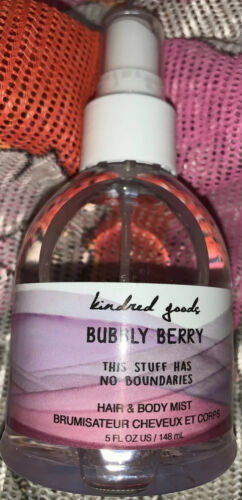 kindred goods
BUBBLY BERRY
THIS STUFF HAS
NO BOUNDARIES
HAIR & BODY MIST
BRUMISATEUR CHEVEUX ET CORPS
5 FL OZ US / 148 mL